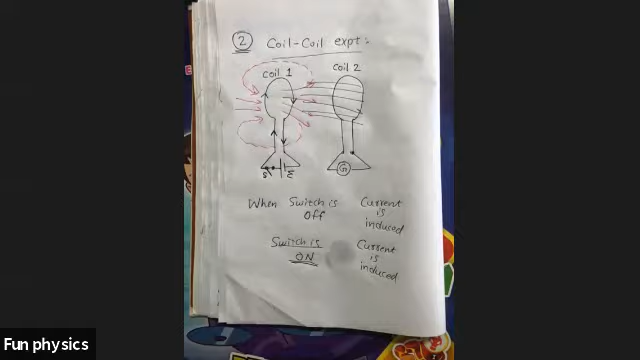 2 Coil-Coil expt:
Coil 1
Coil 2
S
E
G
When Switch is Off Current is induced
Switch is ON Current is induced
Fun physics